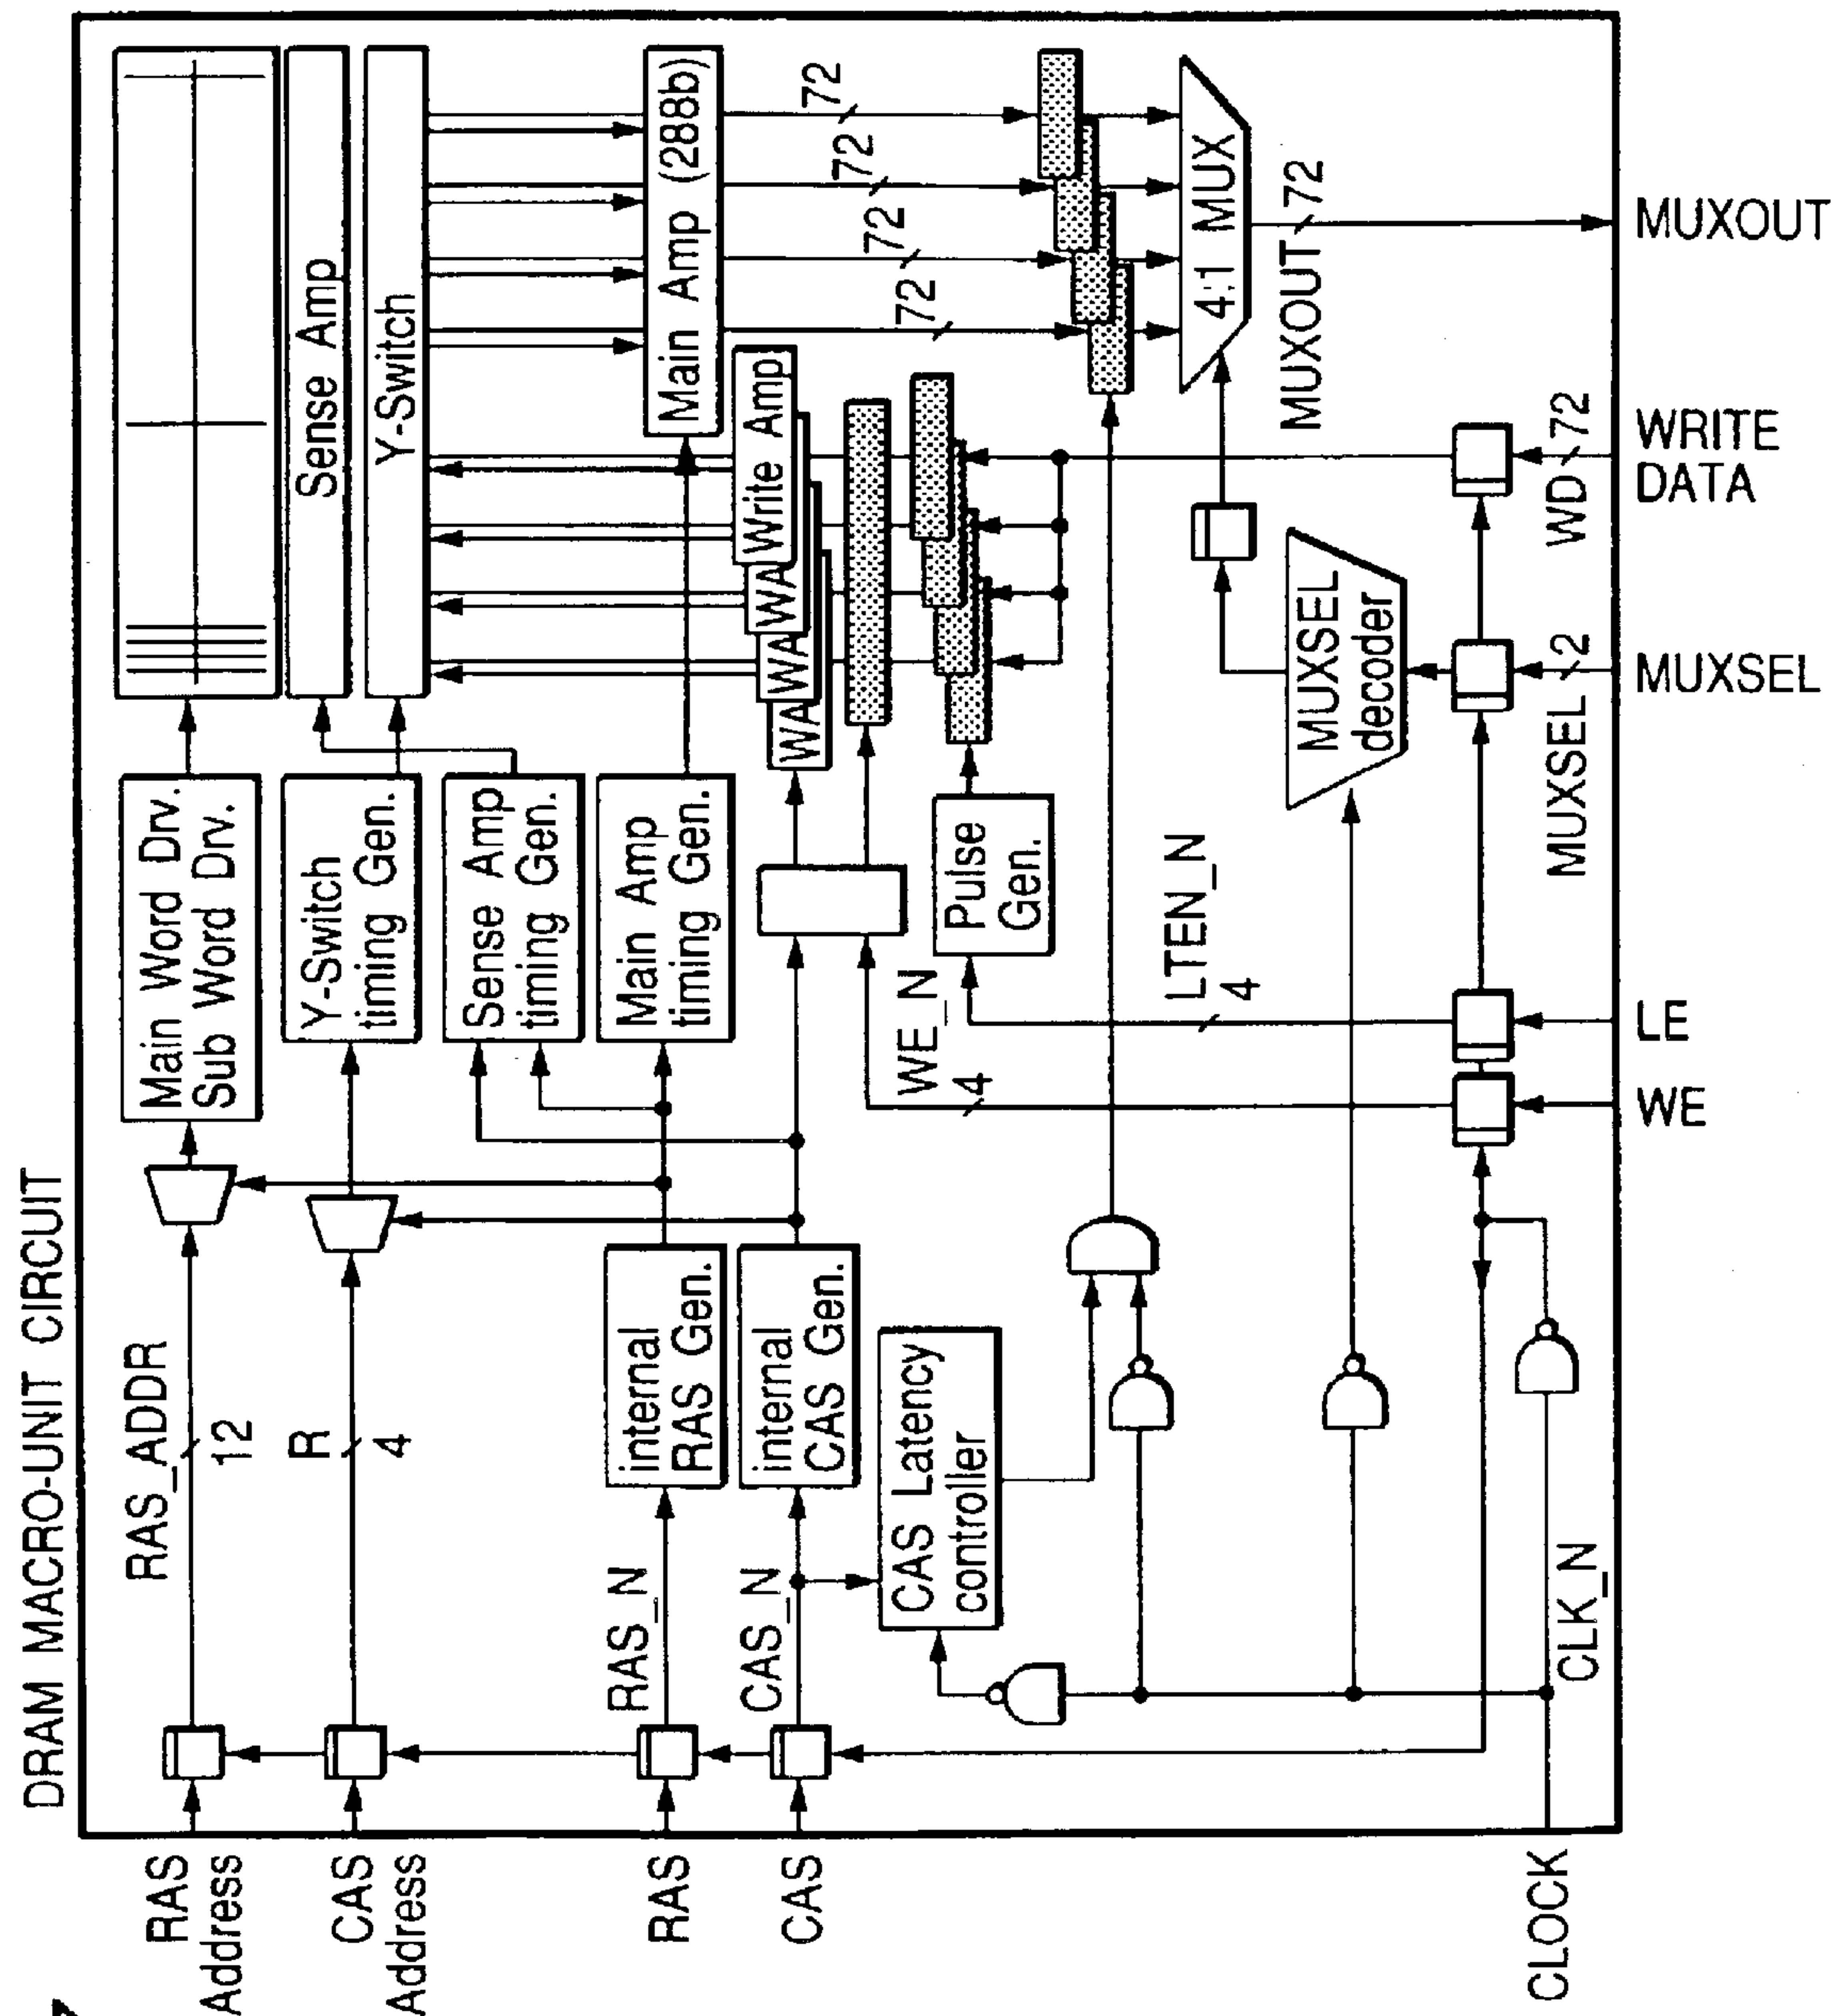 DRAM MACRO-UNIT CIRCUIT
RAS
Address
CAS
Address
RAS
CAS
CLOCK
RAS_ADDR
12
R
4
RAS_N
CAS_N
internal
RAS Gen.
internal
CAS Gen.
CAS Latency
controller
CLK_N
Main Word Drv.
Sub Word Drv.
Y-Switch
timing Gen.
Sense Amp
timing Gen.
Main Amp
timing Gen.
WE_N
4
Pulse
Gen.
LTEN_N
4
Sense Amp
Y-Switch
Main Amp (288b)
Write Amp
WA
WA
WA
72
72
72
72
4:1 MUX
MUXOUT
72
MUXSEL
decoder
MUXSEL
2
WD
72
WE
LE
MUXSEL
WRITE
DATA
MUXOUT